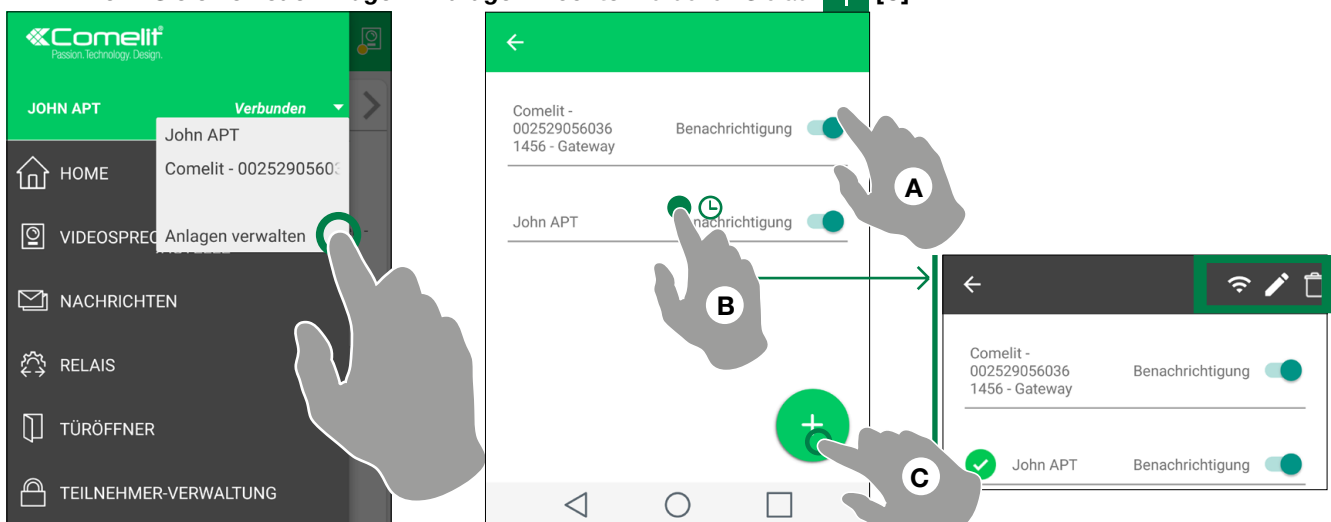 [C]
Comelit®
Passion.Technology.Design.
JOHN APT Verbunden
John APT
Comelit - 0025290560
Anlagen verwalten
HOME
VIDEOSPREC
NACHRICHTEN
RELAIS
TÜRÖFFNER
TEILNEHMER-VERWALTUNG
Comelit -
002529056036
1456 - Gateway
Benachrichtigung
John APT
nachrichtigung
A
B
C
Comelit -
002529056036
1456 - Gateway
Benachrichtigung
John APT
Benachrichtigung